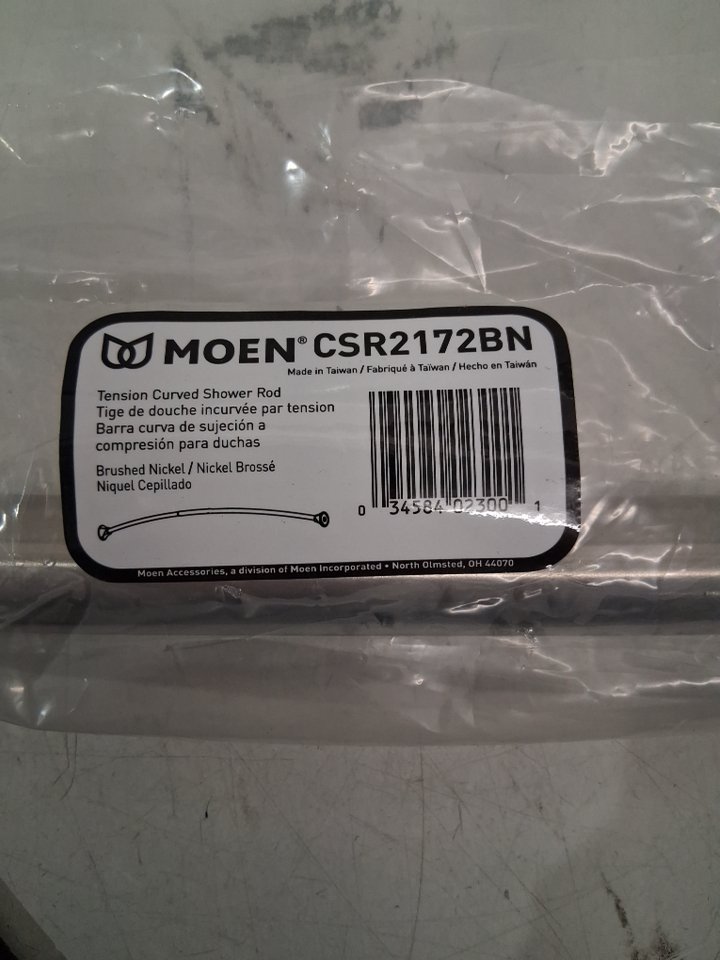 MOEN® CSR2172BN
Made in Taiwan / Fabriqué à Taïwan / Hecho en Taiwán
Tension Curved Shower Rod
Tige de douche incurvée par tension
Barra curva de sujeción a
compresión para duchas
Brushed Nickel / Nickel Brossé
Niquel Cepillado
0 34584 02300 1
Moen Accessories, a division of Moen Incorporated • North Olmsted, OH 44070